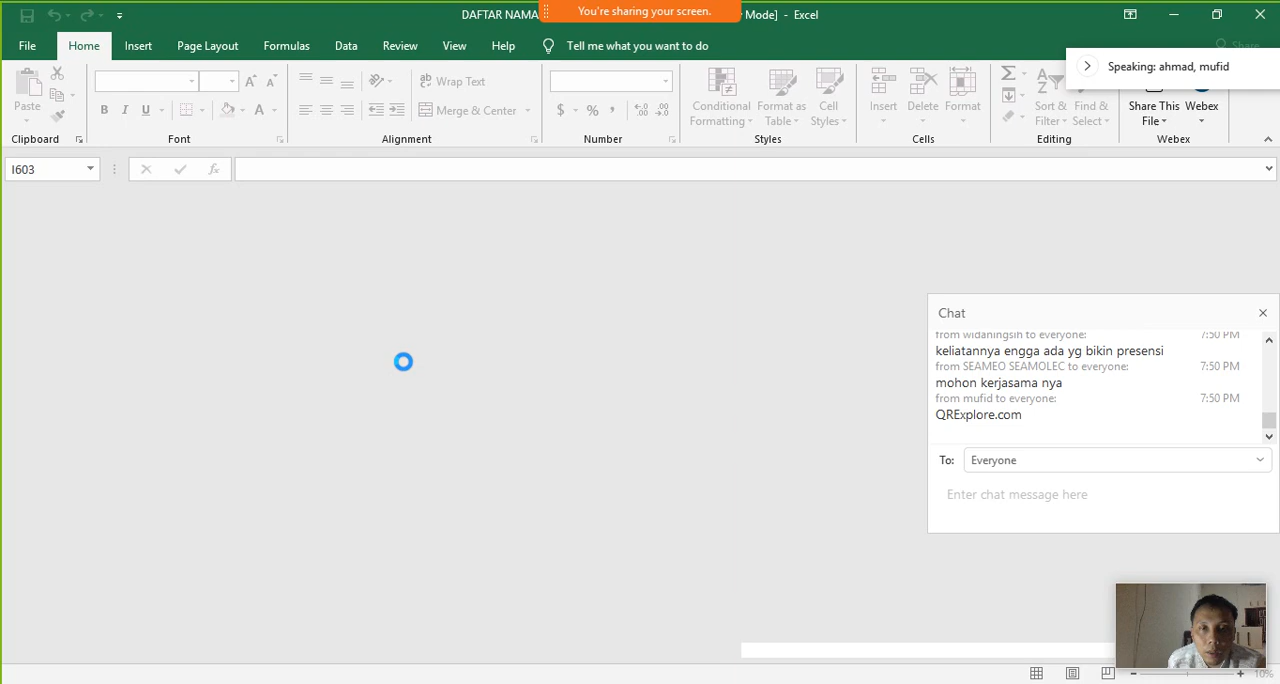 DAFTAR NAMA
You're sharing your screen.
Mode] - Excel
File
Home
Insert
Page Layout
Formulas
Data
Review
View
Help
Tell me what you want to do
Share
Speaking: ahmad, mufid
Paste
B I U
A A
A
Wrap Text
Merge & Center
$ % ,
Conditional Formatting
Format as Table
Cell Styles
Insert
Delete
Format
Sort & Filter
Find & Select
Share This File
Webex
Clipboard
Font
Alignment
Number
Styles
Cells
Editing
Webex
I603
fx
Chat
from widaningsih to everyone: 7:50 PM
keliatannya engga ada yg bikin presensi
from SEAMEO SEAMOLEC to everyone: 7:50 PM
mohon kerjasama nya
from mufid to everyone: 7:50 PM
QRExplore.com
To: Everyone
Enter chat message here
10%